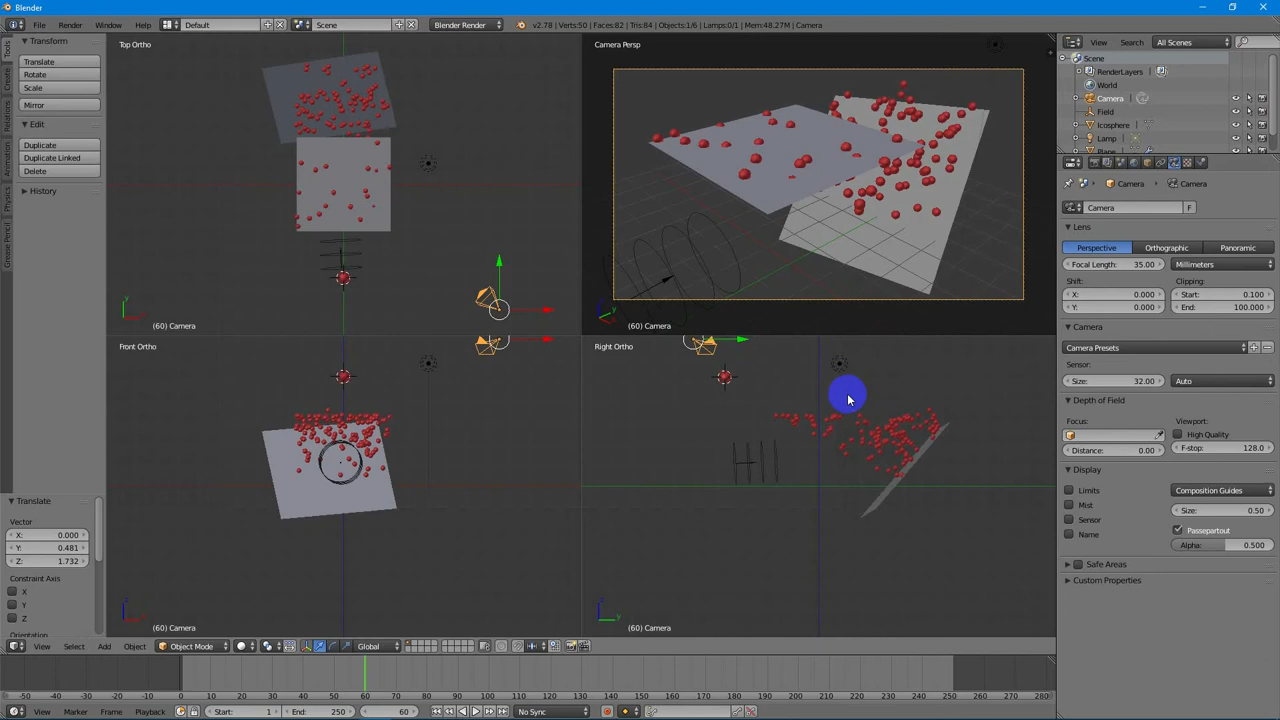 Blender
File
Render
Window
Help
Default
Scene
Blender Render
v2.78 | Verts:50 | Faces:82 | Tris:84 | Objects:1/6 | Lamps:0/1 | Mem:48.27M | Camera
Tools
Create
Relations
Animation
Physics
Grease Pencil
Transform
Translate
Rotate
Scale
Mirror
Edit
Duplicate
Duplicate Linked
Delete
History
Translate
Vector
X: 0.000
Y: 0.481
Z: 1.732
Constraint Axis
X
Y
Z
Orientation
Top Ortho
(60) Camera
Camera Persp
(60) Camera
Front Ortho
(60) Camera
Right Ortho
(60) Camera
View
Search
All Scenes
Scene
RenderLayers
World
Camera
Field
Icosphere
Lamp
Plane
Camera
Camera
Camera
F
Lens
Perspective
Orthographic
Panoramic
Focal Length: 35.00
Millimeters
Shift:
Clipping:
X: 0.000
Start: 0.100
Y: 0.000
End: 100.000
Camera
Camera Presets
Sensor:
Size: 32.00
Auto
Depth of Field
Focus:
Viewport:
High Quality
Distance: 0.00
F-stop: 128.0
Display
Limits
Composition Guides
Mist
Size: 0.50
Sensor
Passepartout
Name
Alpha: 0.500
Safe Areas
Custom Properties
View
Select
Add
Object
Object Mode
Global
-50 -40 -30 -20 -10 0 10 20 30 40 50 60 70 80 90 100 110 120 130 140 150 160 170 180 190 200 210 220 230 240 250 260 270 280
View
Marker
Frame
Playback
Start: 1
End: 250
60
No Sync